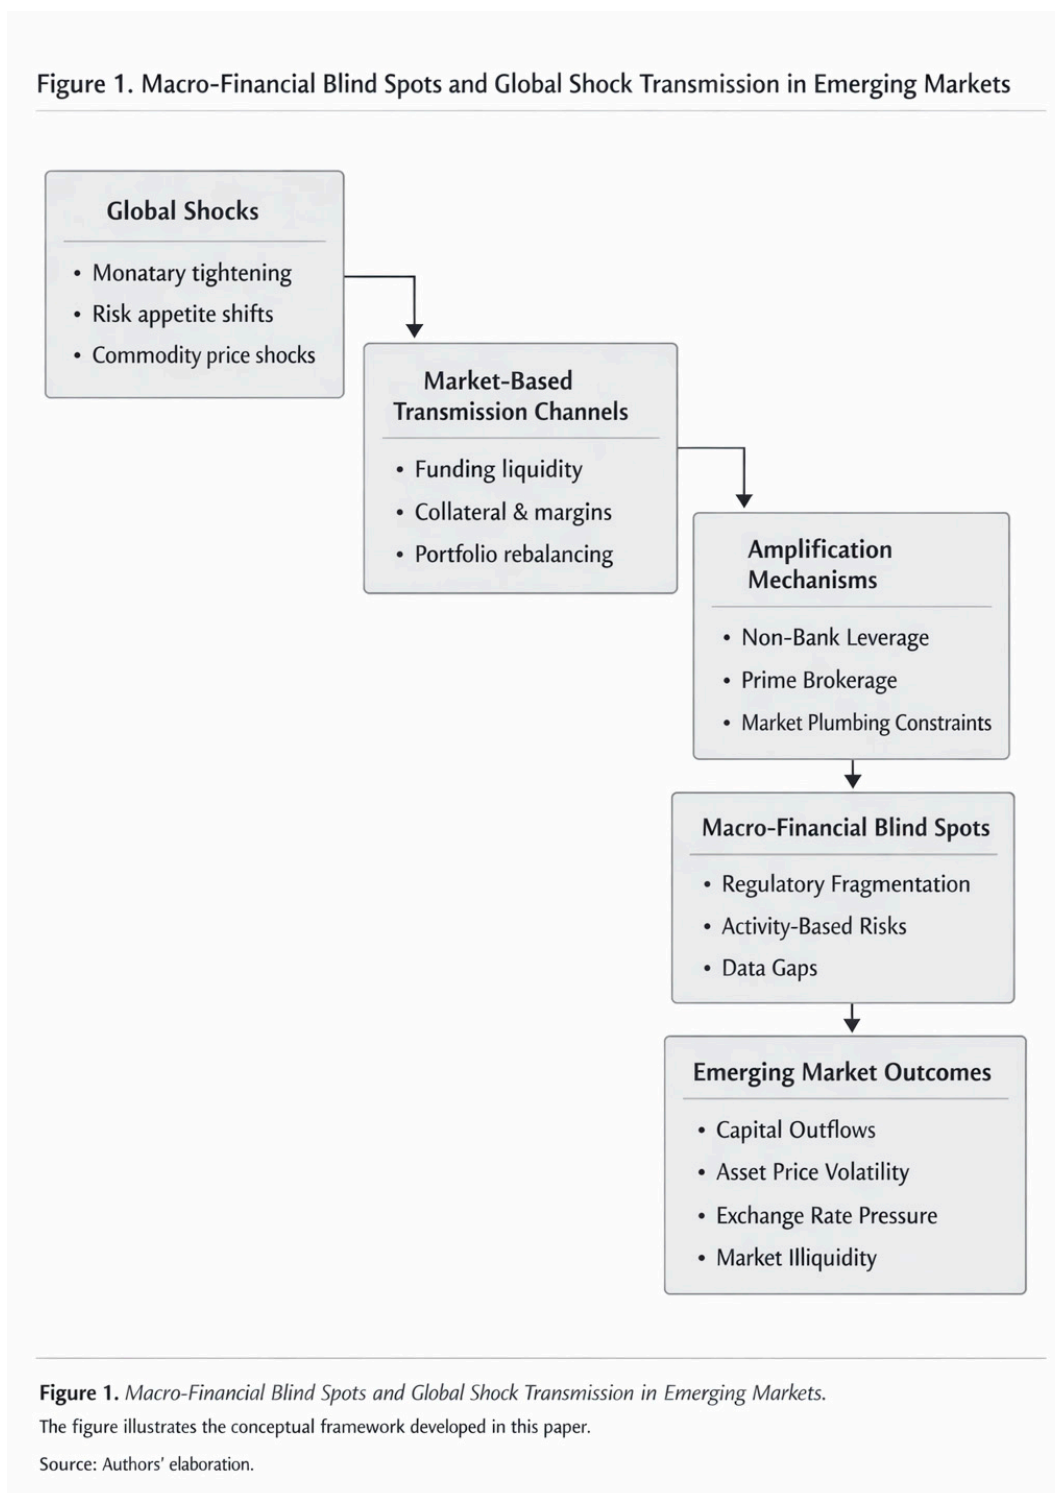 Figure 1. Macro-Financial Blind Spots and Global Shock Transmission in Emerging Markets
Global Shocks
• Monatary tightening
• Risk appetite shifts
• Commodity price shocks
Market-Based
Transmission Channels
• Funding liquidity
• Collateral & margins
• Portfolio rebalancing
Amplification
Mechanisms
• Non-Bank Leverage
• Prime Brokerage
• Market Plumbing Constraints
Macro-Financial Blind Spots
• Regulatory Fragmentation
• Activity-Based Risks
• Data Gaps
Emerging Market Outcomes
• Capital Outflows
• Asset Price Volatility
• Exchange Rate Pressure
• Market Illiquidity
Figure 1. Macro-Financial Blind Spots and Global Shock Transmission in Emerging Markets.
The figure illustrates the conceptual framework developed in this paper.
Source: Authors’ elaboration.